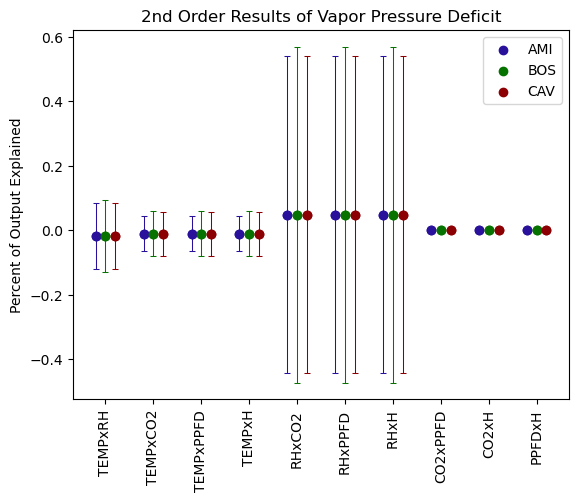 2nd Order Results of Vapor Pressure Deficit
Percent of Output Explained
0.6
0.4
0.2
0.0
−0.2
−0.4
AMI
BOS
CAV
TEMPxRH
TEMPxCO2
TEMPxPPFD
TEMPxH
RHxCO2
RHxPPFD
RHxH
CO2xPPFD
CO2xH
PPFDxH